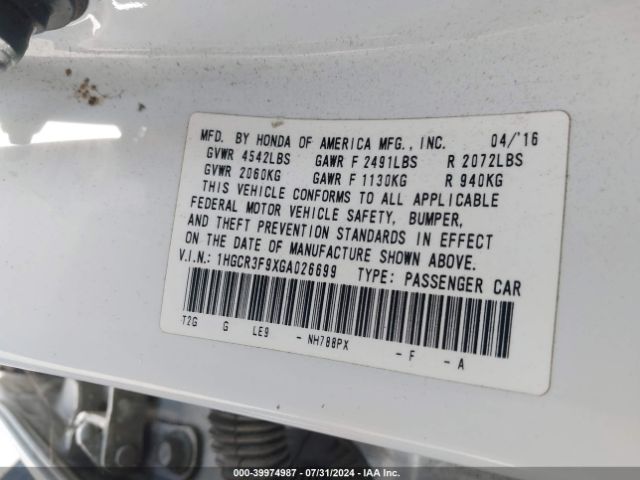 MFD. BY HONDA OF AMERICA MFG., INC. 04/'16
GVWR 4542LBS GAWR F 2491LBS R 2072LBS
GVWR 2060KG GAWR F 1130KG R 940KG
THIS VEHICLE CONFORMS TO ALL APPLICABLE
FEDERAL MOTOR VEHICLE SAFETY, BUMPER,
AND THEFT PREVENTION STANDARDS IN EFFECT
ON THE DATE OF MANUFACTURE SHOWN ABOVE.
V.I.N.: 1HGCR3F9XGA026699 TYPE: PASSENGER CAR
T2G G LE9 - NH788PX - F - A
000-39974987 - 07/31/2024 - IAA Inc.